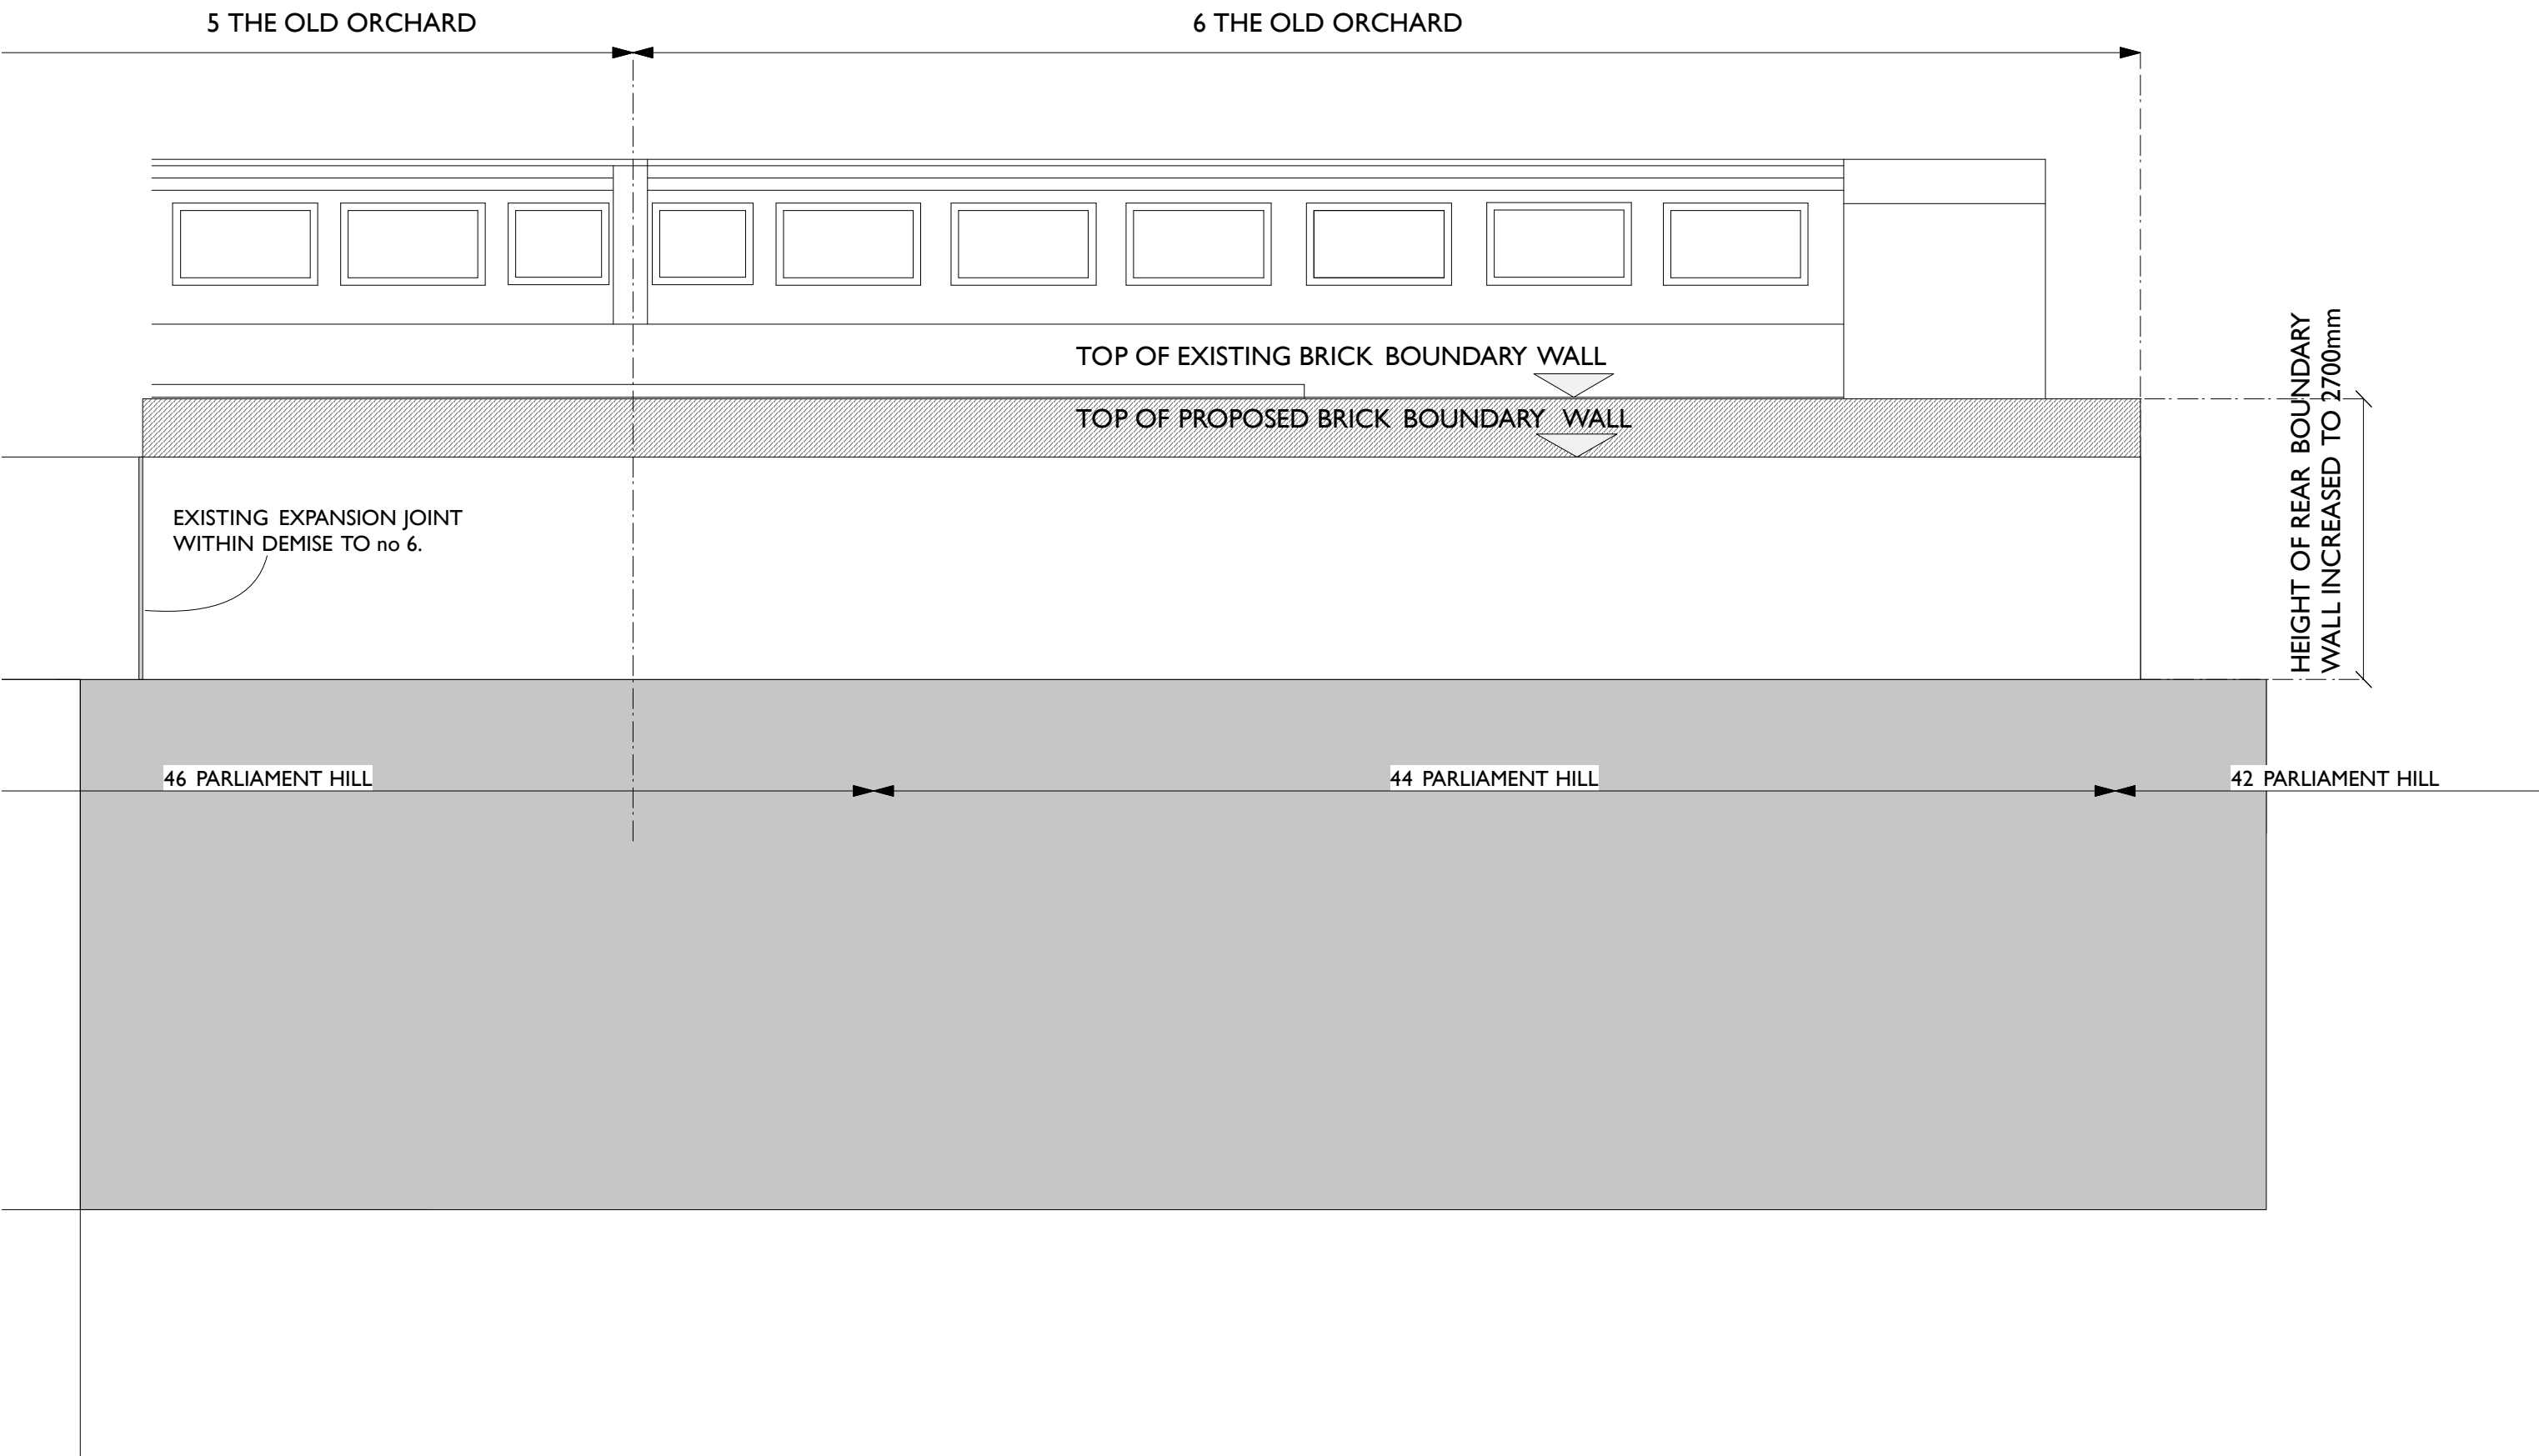 5 THE OLD ORCHARD
6 THE OLD ORCHARD
TOP OF EXISTING BRICK BOUNDARY WALL
TOP OF PROPOSED BRICK BOUNDARY WALL
HEIGHT OF REAR BOUNDARY
WALL INCREASED TO 2700mm
EXISTING EXPANSION JOINT
WITHIN DEMISE TO no 6.
46 PARLIAMENT HILL
44 PARLIAMENT HILL
42 PARLIAMENT HILL